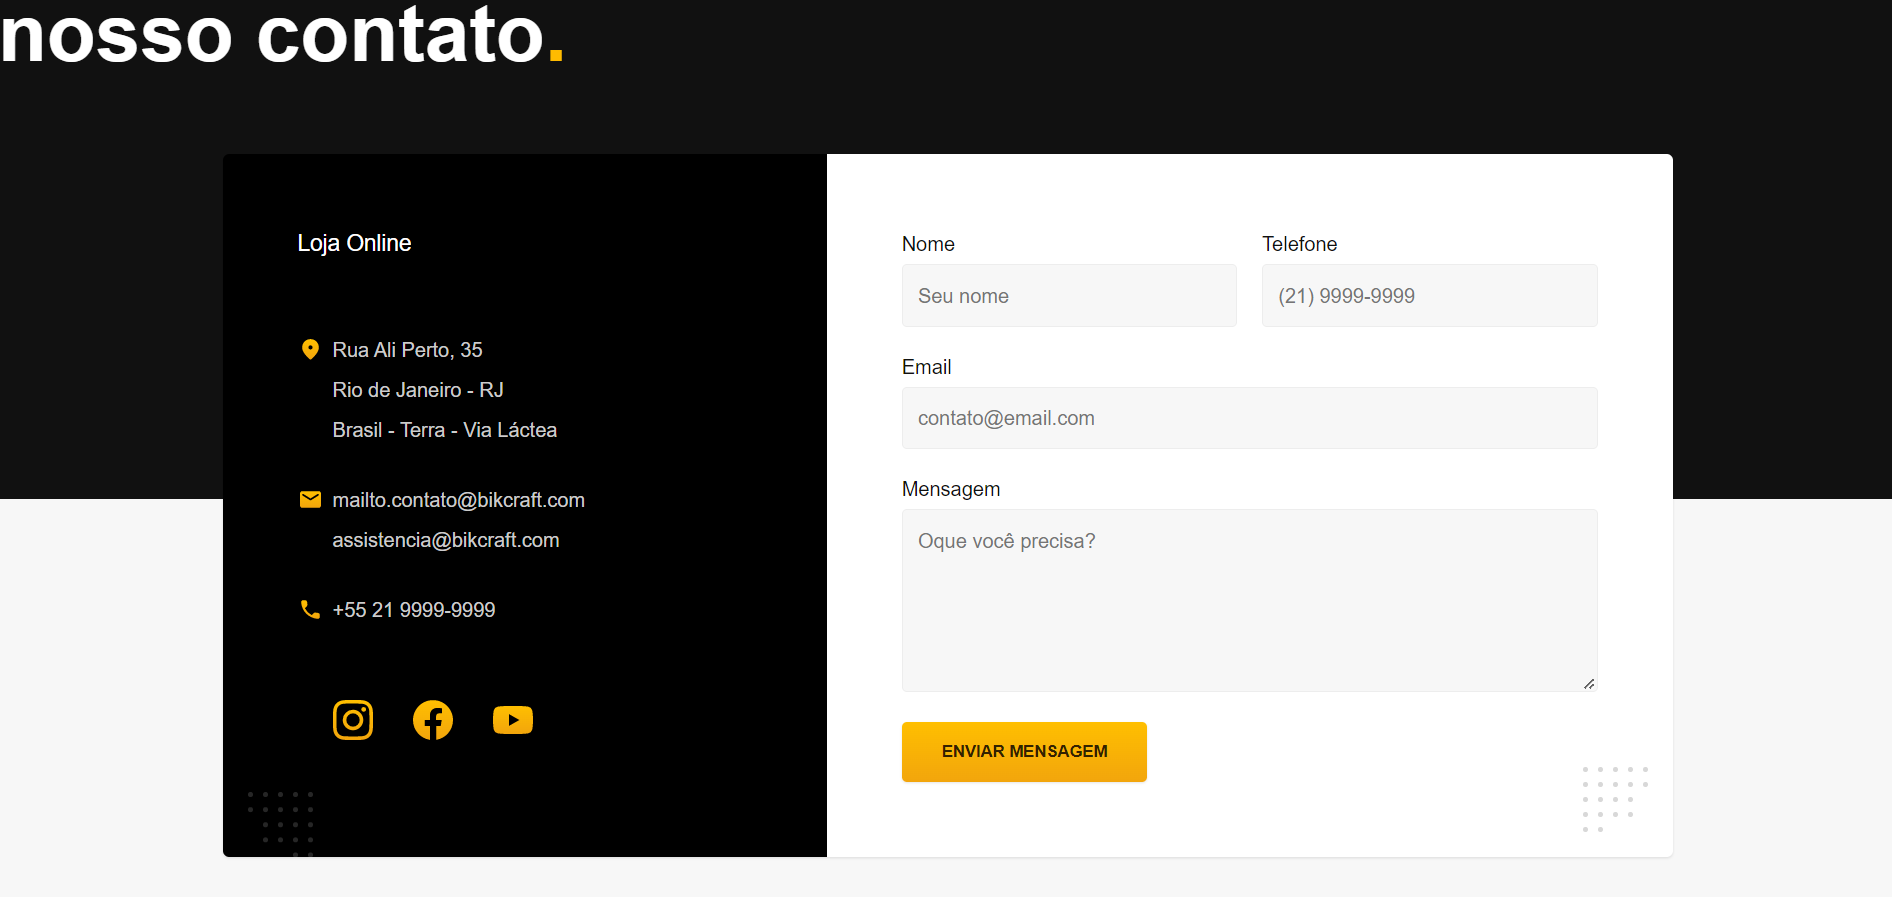 nosso contato.
Loja Online
Rua Ali Perto, 35
Rio de Janeiro - RJ
Brasil - Terra - Via Láctea
mailto.contato@bikcraft.com
assistencia@bikcraft.com
+55 21 9999-9999
Nome
Seu nome
Telefone
(21) 9999-9999
Email
contato@email.com
Mensagem
Oque você precisa?
ENVIAR MENSAGEM